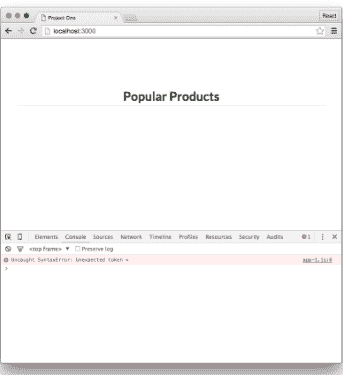 Project One
React
localhost:3000
Popular Products
Elements Console Sources Network Timeline Profiles Resources Security Audits 1
<top frame> Preserve log
Uncaught SyntaxError: Unexpected token <